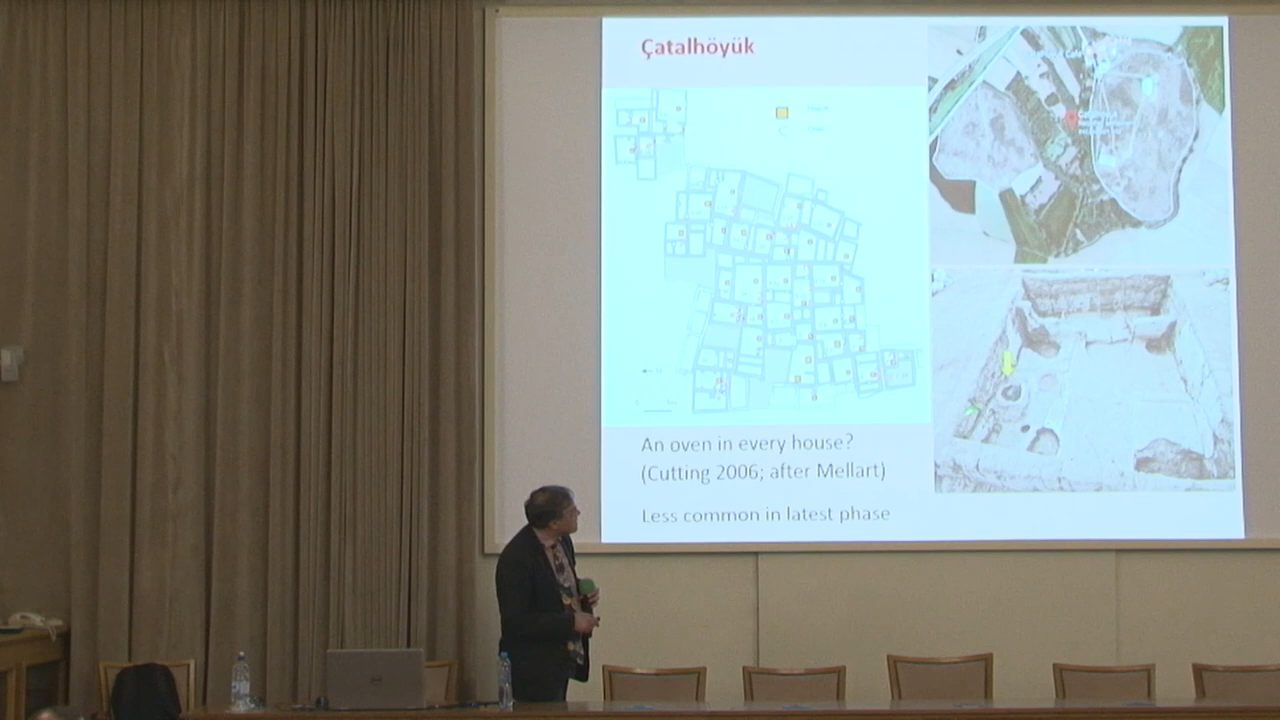 Çatalhöyük
An oven in every house?
(Cutting 2006; after Mellart)
Less common in latest phase